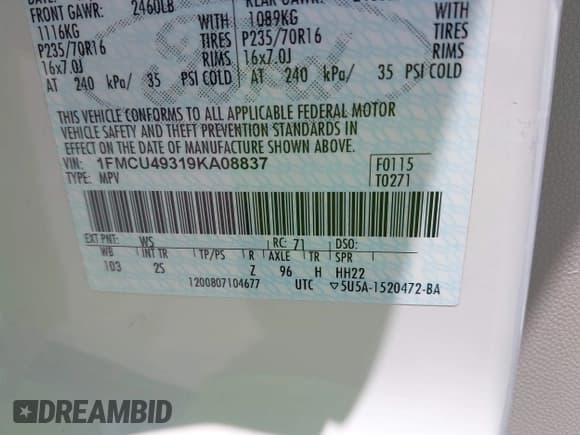 DATE:
FRONT GAWR: 2460LB
1116KG WITH
P235/70R16 TIRES
16x7.0J RIMS
AT 240 kPa/ 35 PSI COLD
REAR GAWR:
1089KG WITH
P235/70R16 TIRES
16x7.0J RIMS
AT 240 kPa/ 35 PSI COLD
THIS VEHICLE CONFORMS TO ALL APPLICABLE FEDERAL MOTOR
VEHICLE SAFETY AND THEFT PREVENTION STANDARDS IN
EFFECT ON THE DATE OF MANUFACTURE SHOWN ABOVE.
VIN: 1FMCU49319KA08837
TYPE: MPV
F0115
T0271
EXT PNT: WS RC: 71 DSO:
WB INT TR TP/PS R AXLE TR SPR
103 2S Z 96 H HH22
1200807104677 UTC ▽5U5A-1520472-BA
DREAMBID